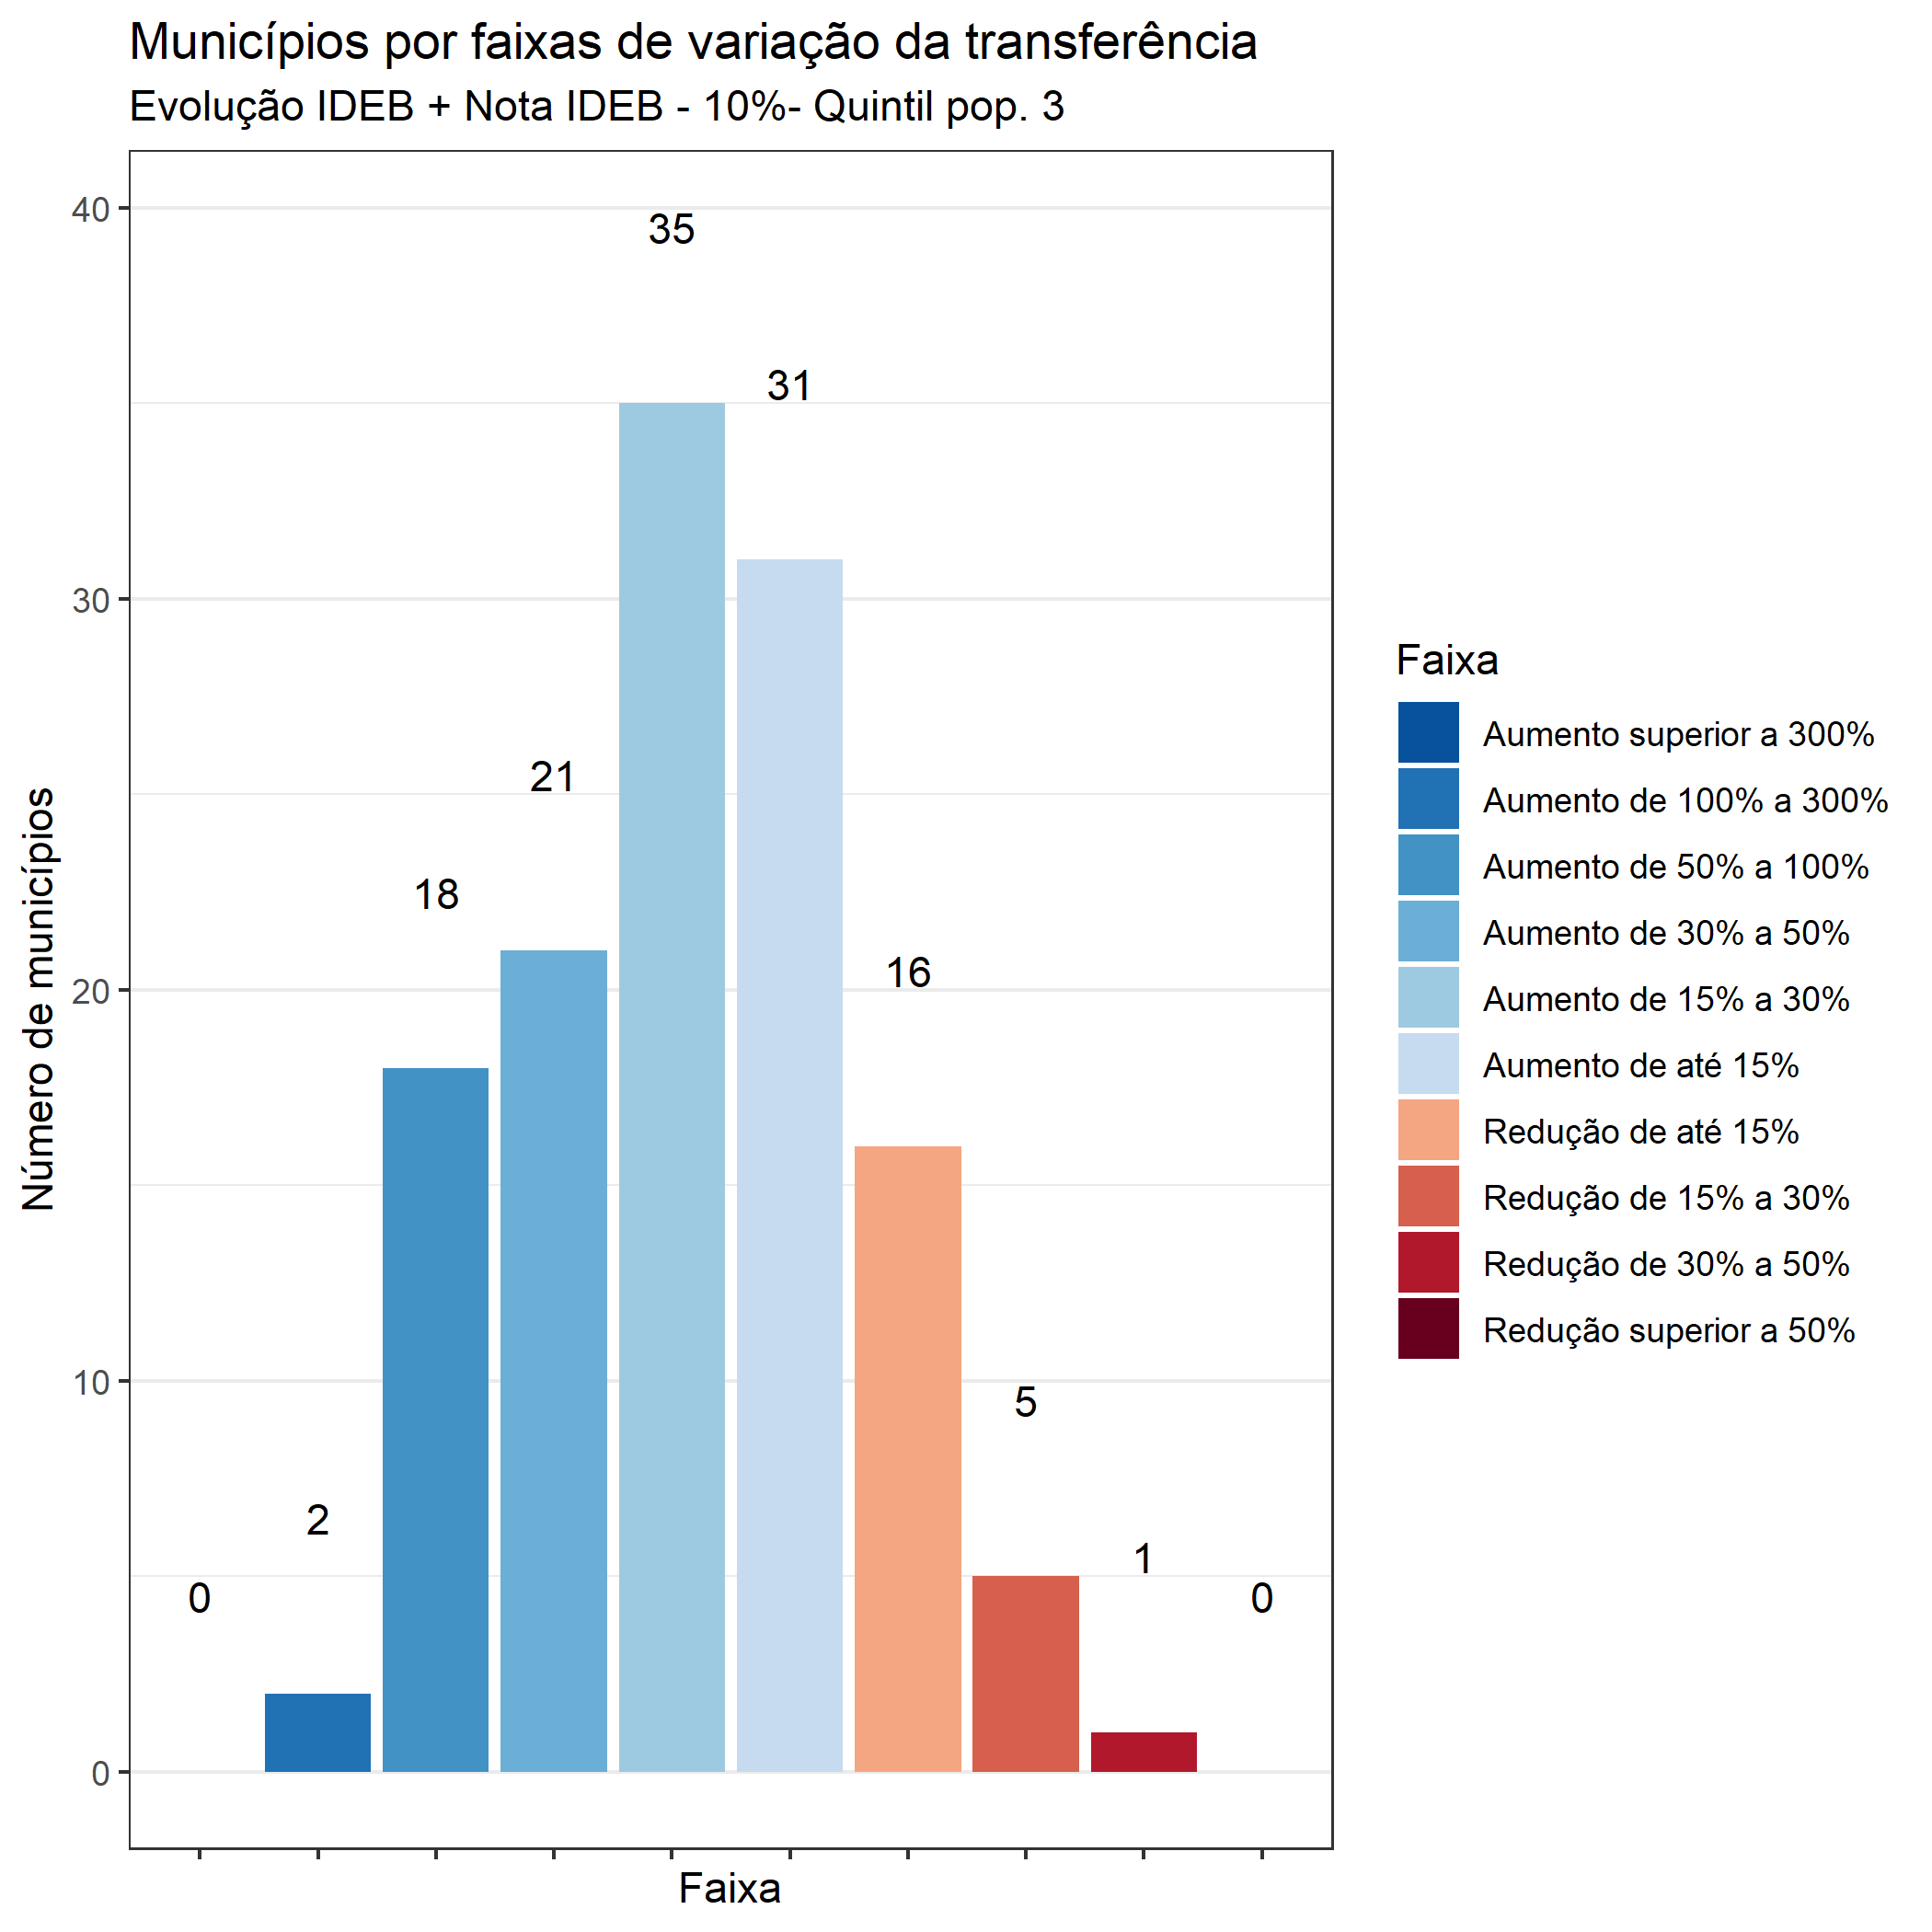 Municípios por faixas de variação da transferência
Evolução IDEB + Nota IDEB - 10%- Quintil pop. 3
Número de municípios
40
30
20
10
0
0
2
18
21
35
31
16
5
1
0
Faixa
Faixa
Aumento superior a 300%
Aumento de 100% a 300%
Aumento de 50% a 100%
Aumento de 30% a 50%
Aumento de 15% a 30%
Aumento de até 15%
Redução de até 15%
Redução de 15% a 30%
Redução de 30% a 50%
Redução superior a 50%